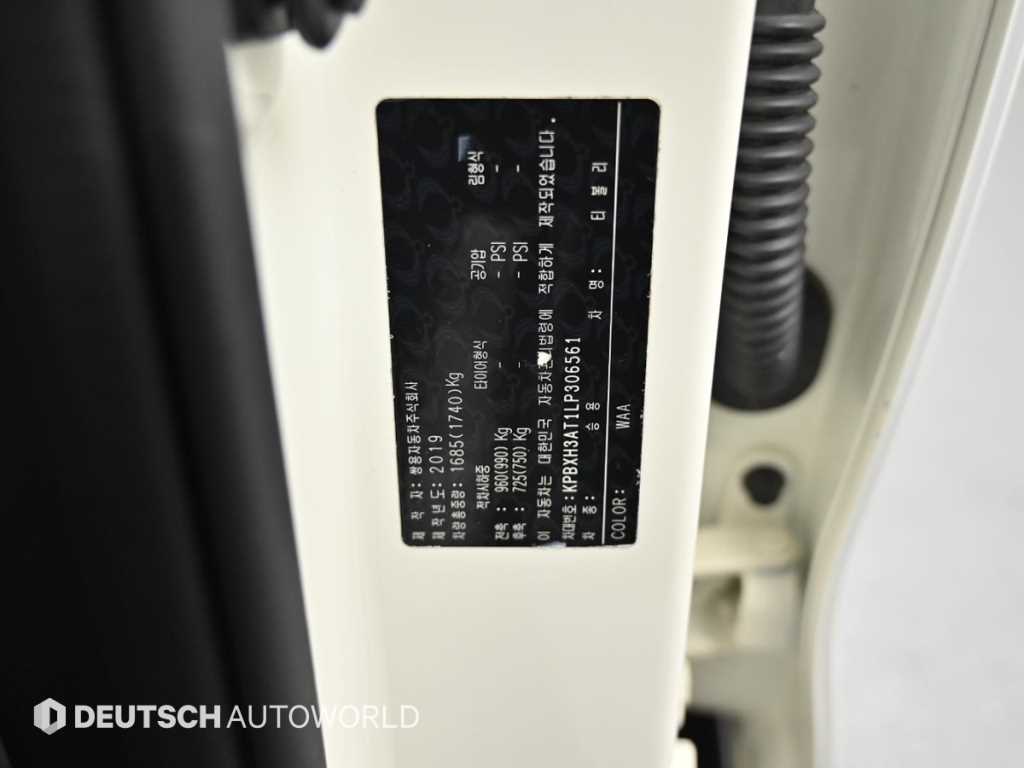 제 작 자 : 쌍용자동차주식회사
제작년도 : 2019
차량총중량 : 1685(1740)Kg
적차시하중 타이어형식 공기압 림형식
전축 : 960(990) Kg - - PSI -
후축 : 725(750) Kg - - PSI -
이 자동차는 대한민국 자동차관리법령에 적합하게 제작되었습니다.
차대번호 : KPBXH3AT1LP306561
차 종 : 승 용 차 명 : 티 볼 리
COLOR : WAA
DEUTSCH AUTOWORLD